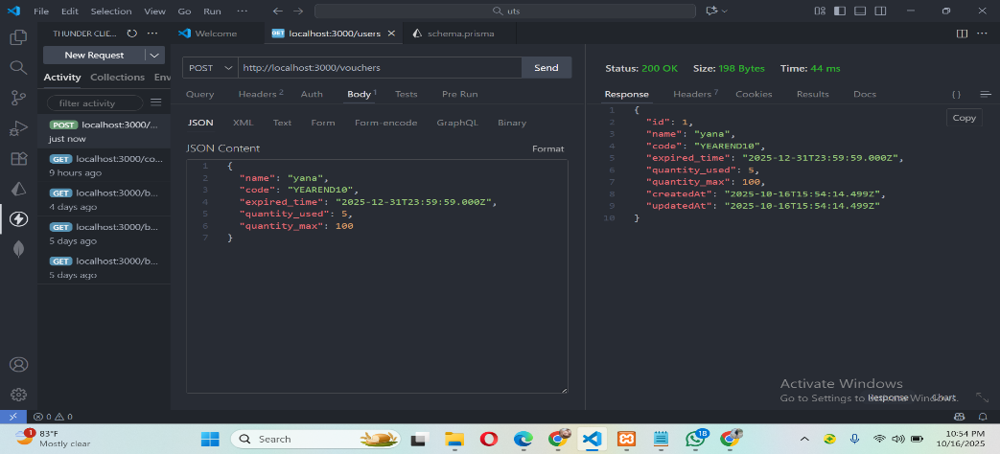 File Edit Selection View Go Run ··· uts
THUNDER CLIE... ···
Welcome
GET localhost:3000/users
schema.prisma
New Request
Activity Collections Env
filter activity
POST localhost:3000/...
just now
GET localhost:3000/co...
9 hours ago
GET localhost:3000/b...
4 days ago
GET localhost:3000/b...
5 days ago
GET localhost:3000/b...
5 days ago
POST http://localhost:3000/vouchers Send
Query Headers 2 Auth Body 1 Tests Pre Run
JSON XML Text Form Form-encode GraphQL Binary
JSON Content Format
1 {
2 "name": "yana",
3 "code": "YEAREND10",
4 "expired_time": "2025-12-31T23:59:59.000Z",
5 "quantity_used": 5,
6 "quantity_max": 100
7 }
Status: 200 OK Size: 198 Bytes Time: 44 ms
Response Headers 7 Cookies Results Docs {}
Copy
1 {
2 "id": 1,
3 "name": "yana",
4 "code": "YEAREND10",
5 "expired_time": "2025-12-31T23:59:59.000Z",
6 "quantity_used": 5,
7 "quantity_max": 100,
8 "createdAt": "2025-10-16T15:54:14.499Z",
9 "updatedAt": "2025-10-16T15:54:14.499Z"
10 }
Activate Windows
Go to Settings to activate Windows.
Response Chart
0 0
1
83°F
Mostly clear
Search
18
10:54 PM
10/16/2025